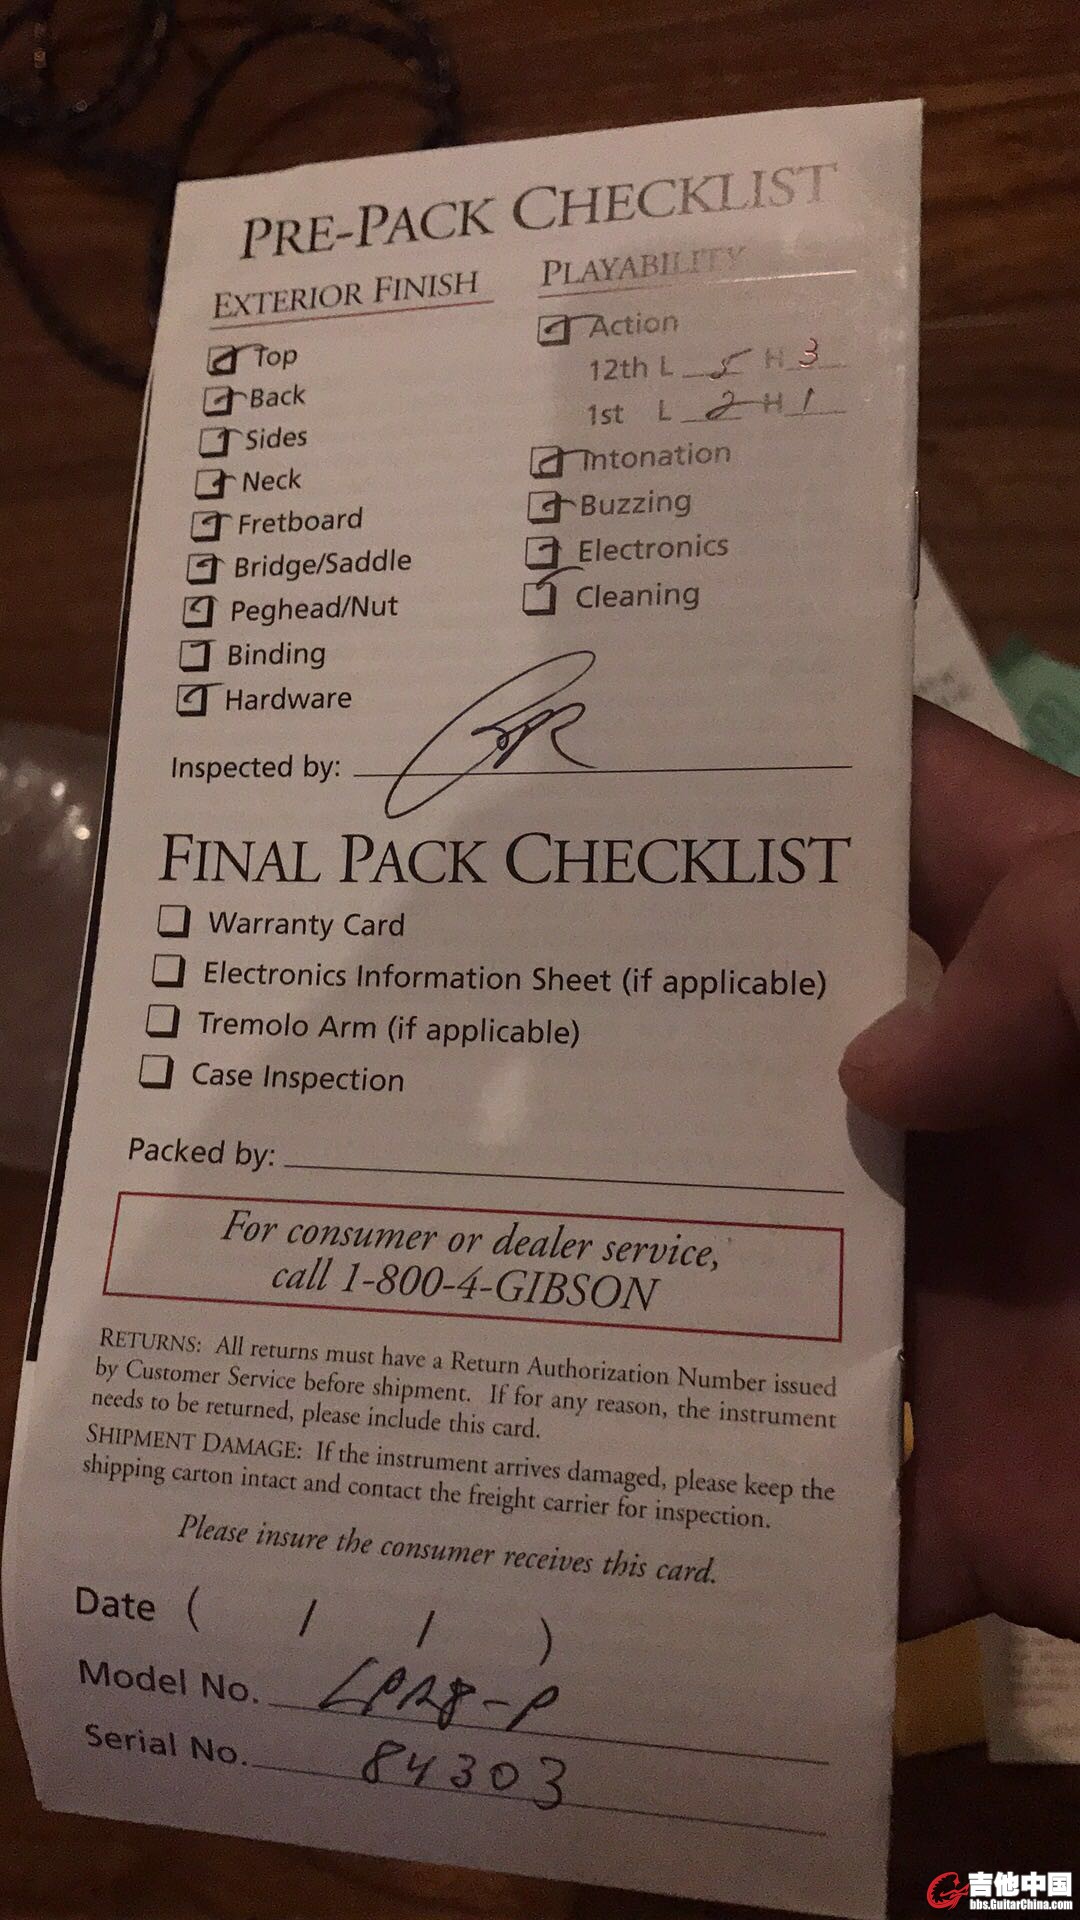 PRE-PACK CHECKLIST
EXTERIOR FINISH
Top
Back
Sides
Neck
Fretboard
Bridge/Saddle
Peghead/Nut
Binding
Hardware
PLAYABILITY
Action
12th L 5 H 3
1st L 2 H 1
Intonation
Buzzing
Electronics
Cleaning
Inspected by:
FINAL PACK CHECKLIST
Warranty Card
Electronics Information Sheet (if applicable)
Tremolo Arm (if applicable)
Case Inspection
Packed by:
For consumer or dealer service,
call 1-800-4-GIBSON
RETURNS: All returns must have a Return Authorization Number issued
by Customer Service before shipment. If for any reason, the instrument
needs to be returned, please include this card.
SHIPMENT DAMAGE: If the instrument arrives damaged, please keep the
shipping carton intact and contact the freight carrier for inspection.
Please insure the consumer receives this card.
Date ( / / )
Model No. LPR8-P
Serial No. 84303
吉他中国
bbs.GuitarChina.com